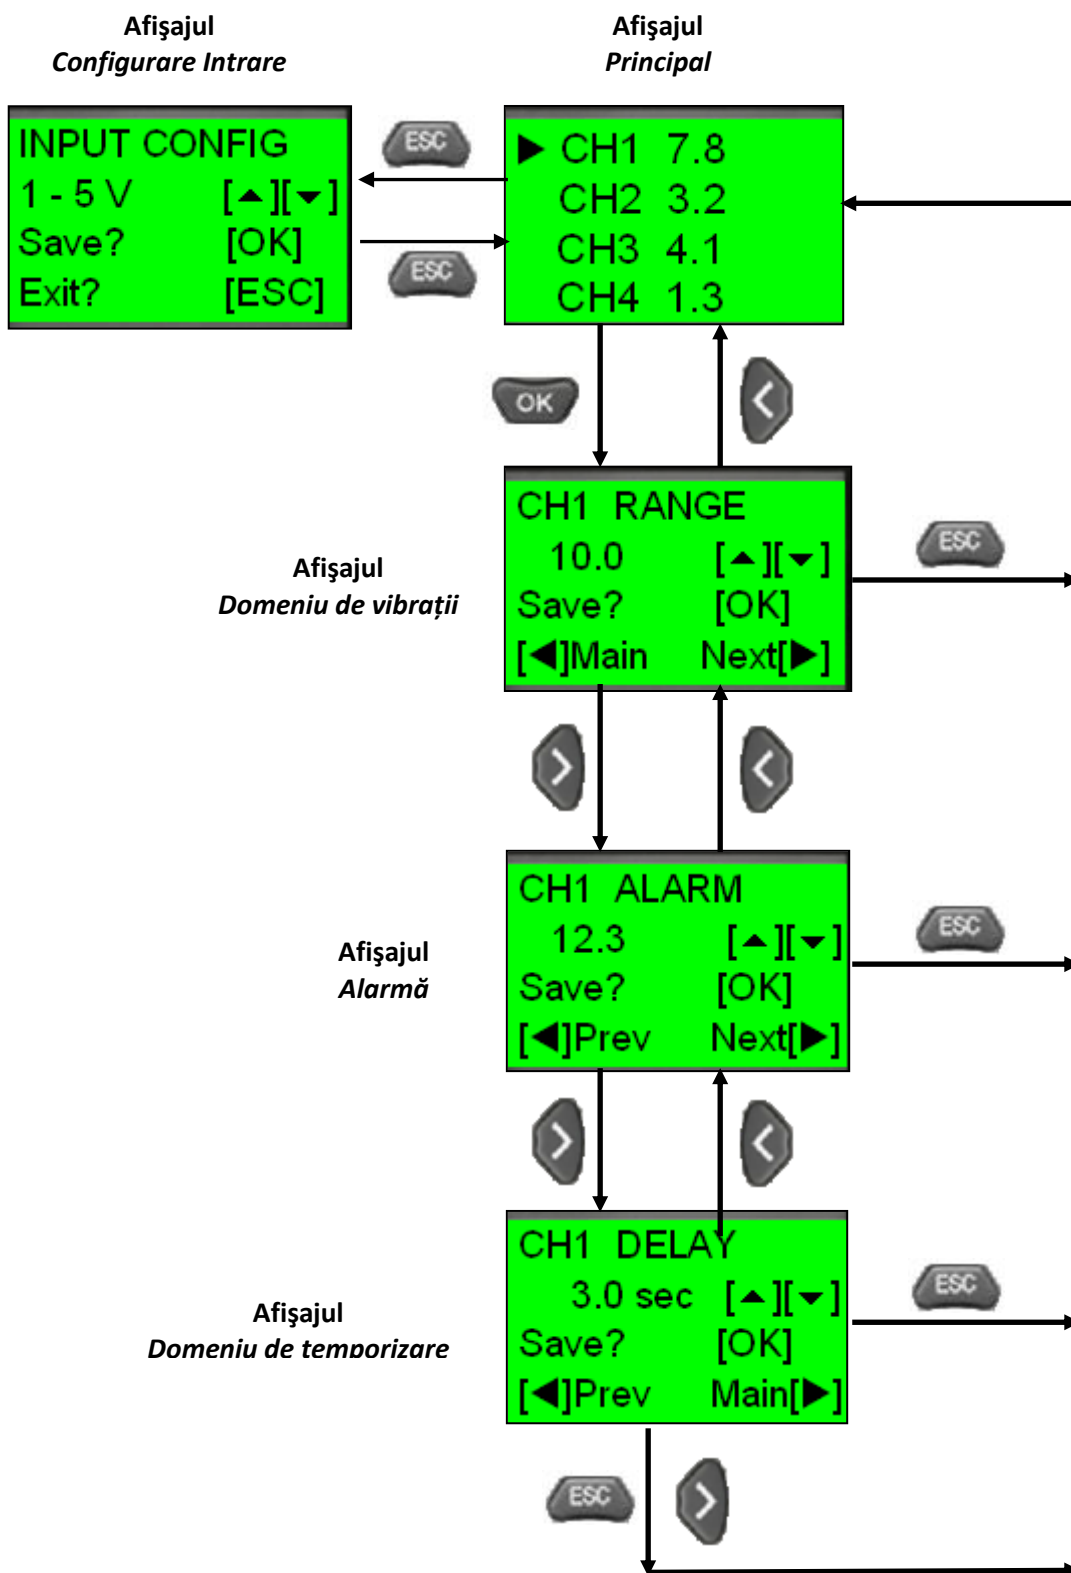 Afişajul
Configurare Intrare
Afişajul
Principal
INPUT CONFIG
1 - 5 V [▲][▼]
Save? [OK]
Exit? [ESC]
ESC
ESC
▶ CH1 7.8
CH2 3.2
CH3 4.1
CH4 1.3
OK
<
Afişajul
Domeniu de vibrații
CH1 RANGE
10.0 [▲][▼]
Save? [OK]
[◀]Main Next[▶]
ESC
>
<
Afişajul
Alarmă
CH1 ALARM
12.3 [▲][▼]
Save? [OK]
[◀]Prev Next[▶]
ESC
>
<
Afişajul
Domeniu de temporizare
CH1 DELAY
3.0 sec [▲][▼]
Save? [OK]
[◀]Prev Main[▶]
ESC
ESC
>